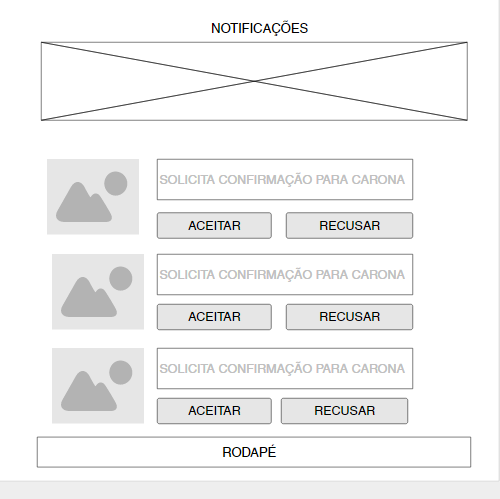 NOTIFICAÇÕES
SOLICITA CONFIRMAÇÃO PARA CARONA
ACEITAR RECUSAR
SOLICITA CONFIRMAÇÃO PARA CARONA
ACEITAR RECUSAR
SOLICITA CONFIRMAÇÃO PARA CARONA
ACEITAR RECUSAR
RODAPÉ